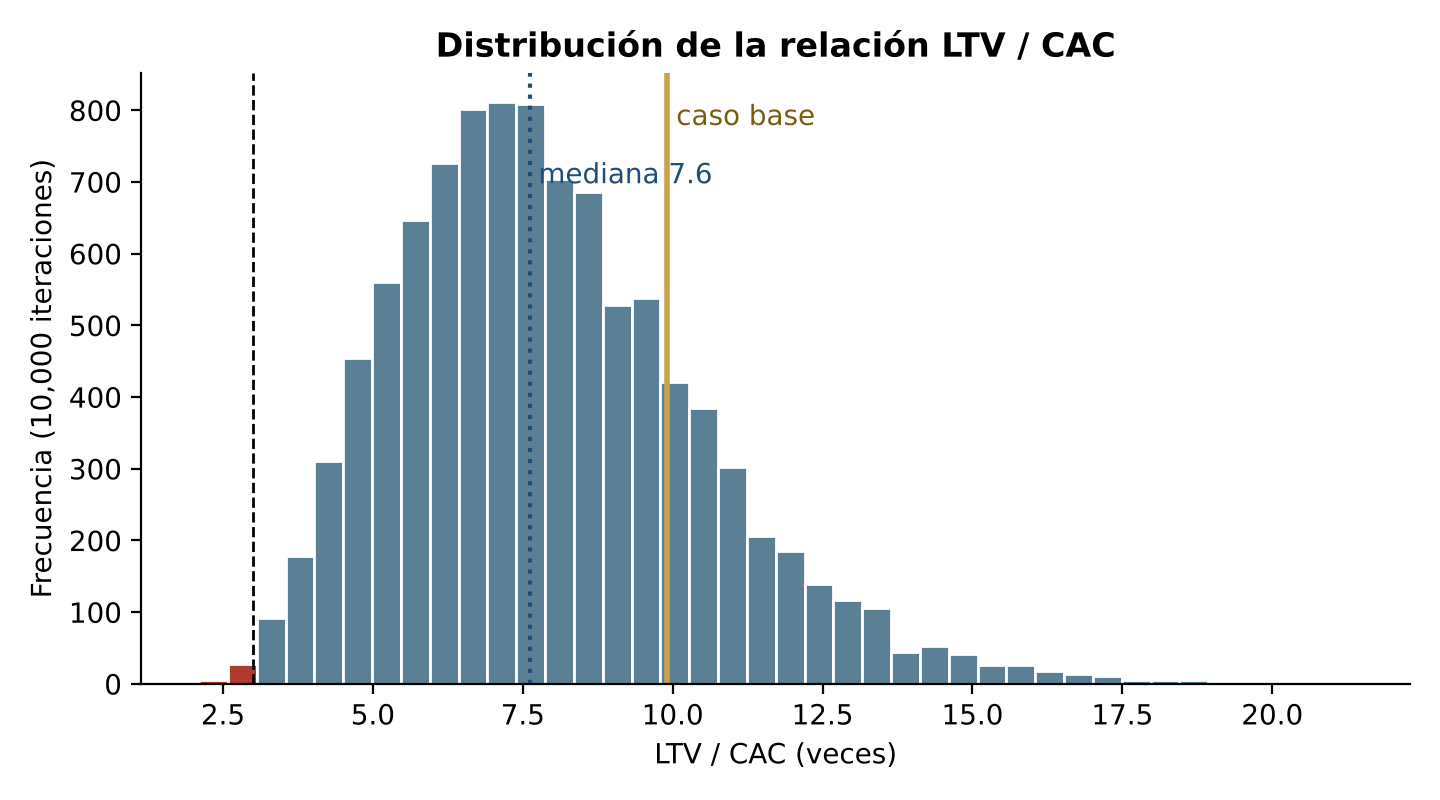 Distribución de la relación LTV / CAC
Frecuencia (10,000 iteraciones)
800
700
600
500
400
300
200
100
0
caso base
mediana 7.6
2.5 5.0 7.5 10.0 12.5 15.0 17.5 20.0
LTV / CAC (veces)